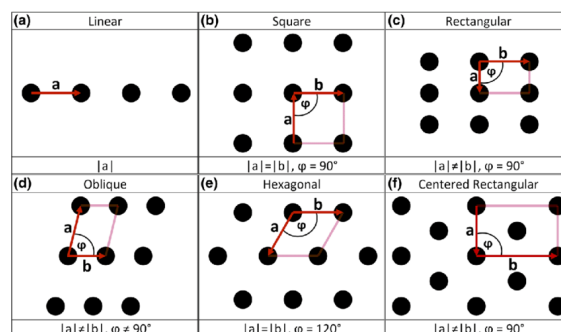 (a) Linear
a
|a|
(b) Square
b
φ
a
|a|=|b|, φ = 90°
(c) Rectangular
b
a
φ
|a|≠|b|, φ = 90°
(d) Oblique
a
φ
b
|a|≠|b|, φ ≠ 90°
(e) Hexagonal
b
a
φ
|a|=|b|, φ = 120°
(f) Centered Rectangular
a
φ
b
|a|≠|b|, φ = 90°